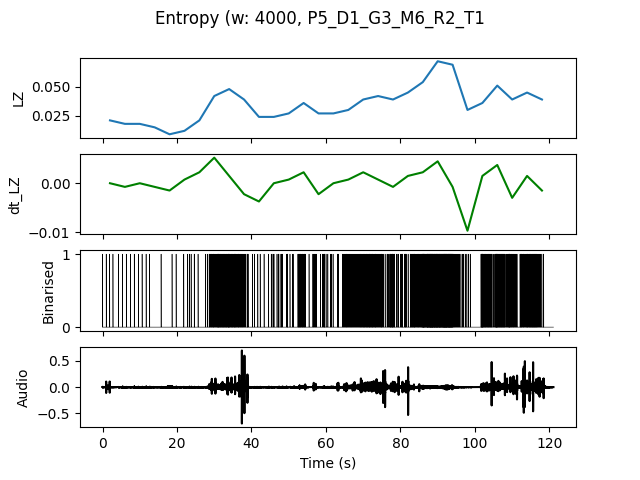 Entropy (w: 4000, P5_D1_G3_M6_R2_T1
LZ
0.050
0.025
dt_LZ
0.00
−0.01
Binarised
1
0
Audio
0.5
0.0
−0.5
0 20 40 60 80 100 120
Time (s)